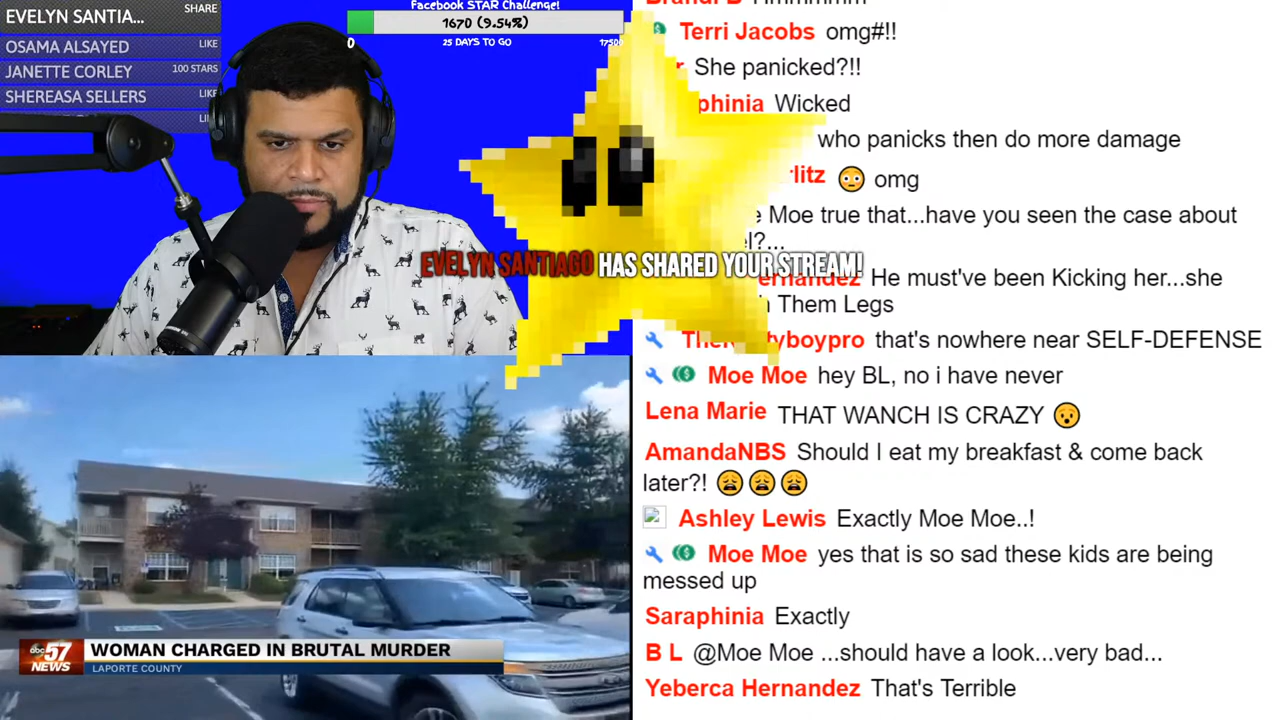 EVELYN SANTIA...
SHARE
OSAMA ALSAYED
LIKE
JANETTE CORLEY
100 STARS
SHEREASA SELLERS
LIKE
Facebook STAR Challenge!
1670 (9.54%)
0
25 DAYS TO GO
EVELYN SANTIAGO HAS SHARED YOUR STREAM!
Terri Jacobs omg#!!
She panicked?!!
Wicked
who panicks then do more damage
😳 omg
Moe true that...have you seen the case about
He must've been Kicking her...she
Them Legs
that's nowhere near SELF-DEFENSE
Moe Moe hey BL, no i have never
Lena Marie THAT WANCH IS CRAZY 😯
AmandaNBS Should I eat my breakfast & come back
later?! 😩 😩 😩
Ashley Lewis Exactly Moe Moe..!
Moe Moe yes that is so sad these kids are being
messed up
Saraphinia Exactly
B L @Moe Moe ...should have a look...very bad...
Yeberca Hernandez That's Terrible
abc 57 NEWS
WOMAN CHARGED IN BRUTAL MURDER
LAPORTE COUNTY